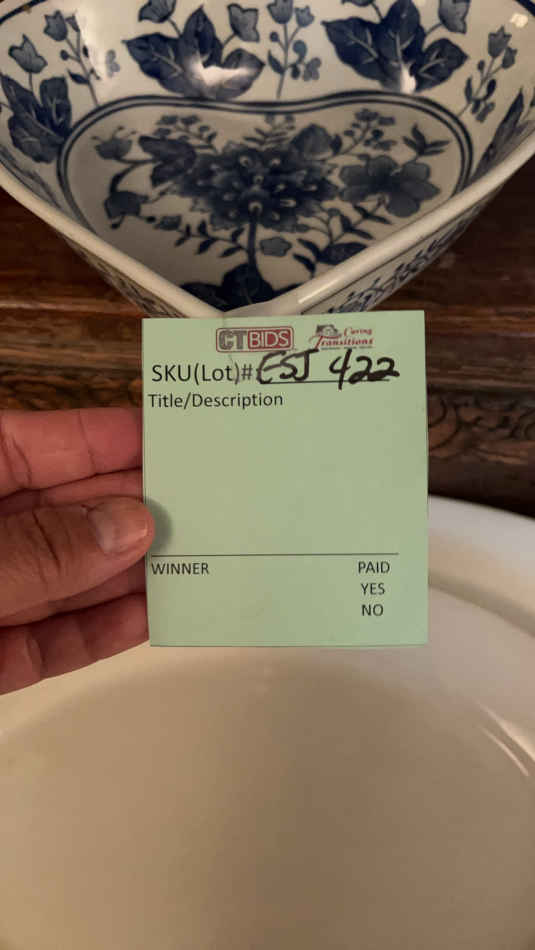 CTBIDS Caring Transitions
SKU(Lot)# ESJ 422
Title/Description
WINNER PAID
YES
NO